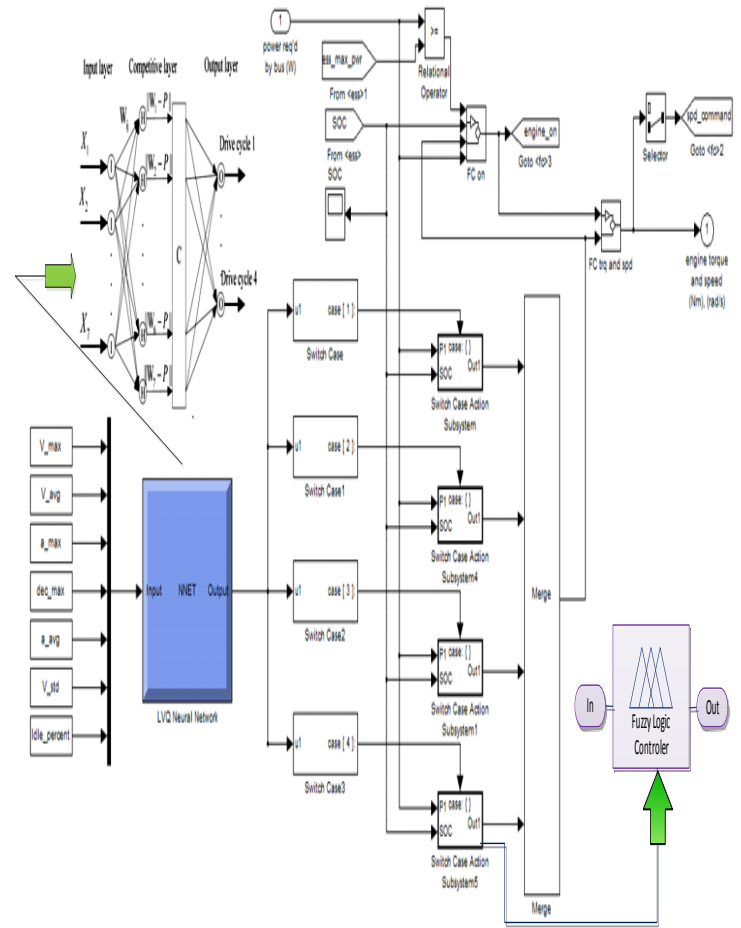 Input layer
Competitive layer
Output layer
X1
X2
X7
C
Drive cycle 1
Drive cycle 4
1
power req'd
by bus (W)
ess_max_pwr
From <ess>1
>=
Relational
Operator
SOC
From <ess>
SOC
FC on
engine_on
Goto <fc>3
Selector
spd_command
Goto <fc>2
FC trq and spd
1
engine torque
and speed
(Nm), (rad/s)
V_max
V_avg
a_max
dec_max
a_avg
V_std
Idle_percent
Input
NNET
Output
LVQ Neural Network
u1
case [ 1 ]:
Switch Case
u1
case [ 2 ]:
Switch Case1
u1
case [ 3 ]:
Switch Case2
u1
case [ 4 ]:
Switch Case3
P1 case: { }
SOC
Out1
Switch Case Action
Subsystem
P1 case: { }
SOC
Out1
Switch Case Action
Subsystem4
P1 case: { }
SOC
Out1
Switch Case Action
Subsystem1
P1 case: { }
SOC
Out1
Switch Case Action
Subsystem5
Merge
Merge
In
Fuzzy Logic
Controler
Out